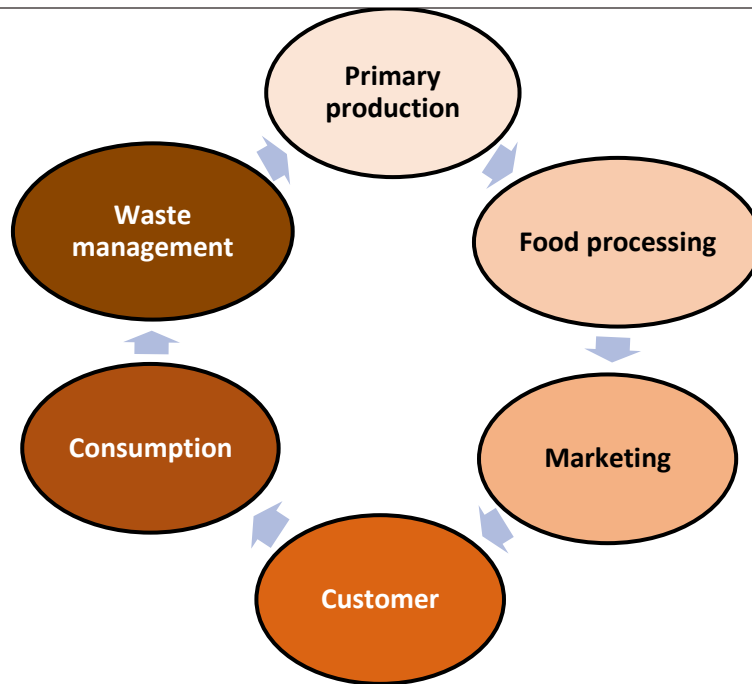 Primary
production
Food processing
Marketing
Customer
Consumption
Waste
management